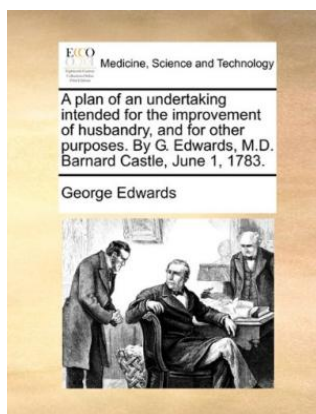 ECCO
Medicine, Science and Technology
A plan of an undertaking
intended for the improvement
of husbandry, and for other
purposes. By G. Edwards, M.D.
Barnard Castle, June 1, 1783.
George Edwards